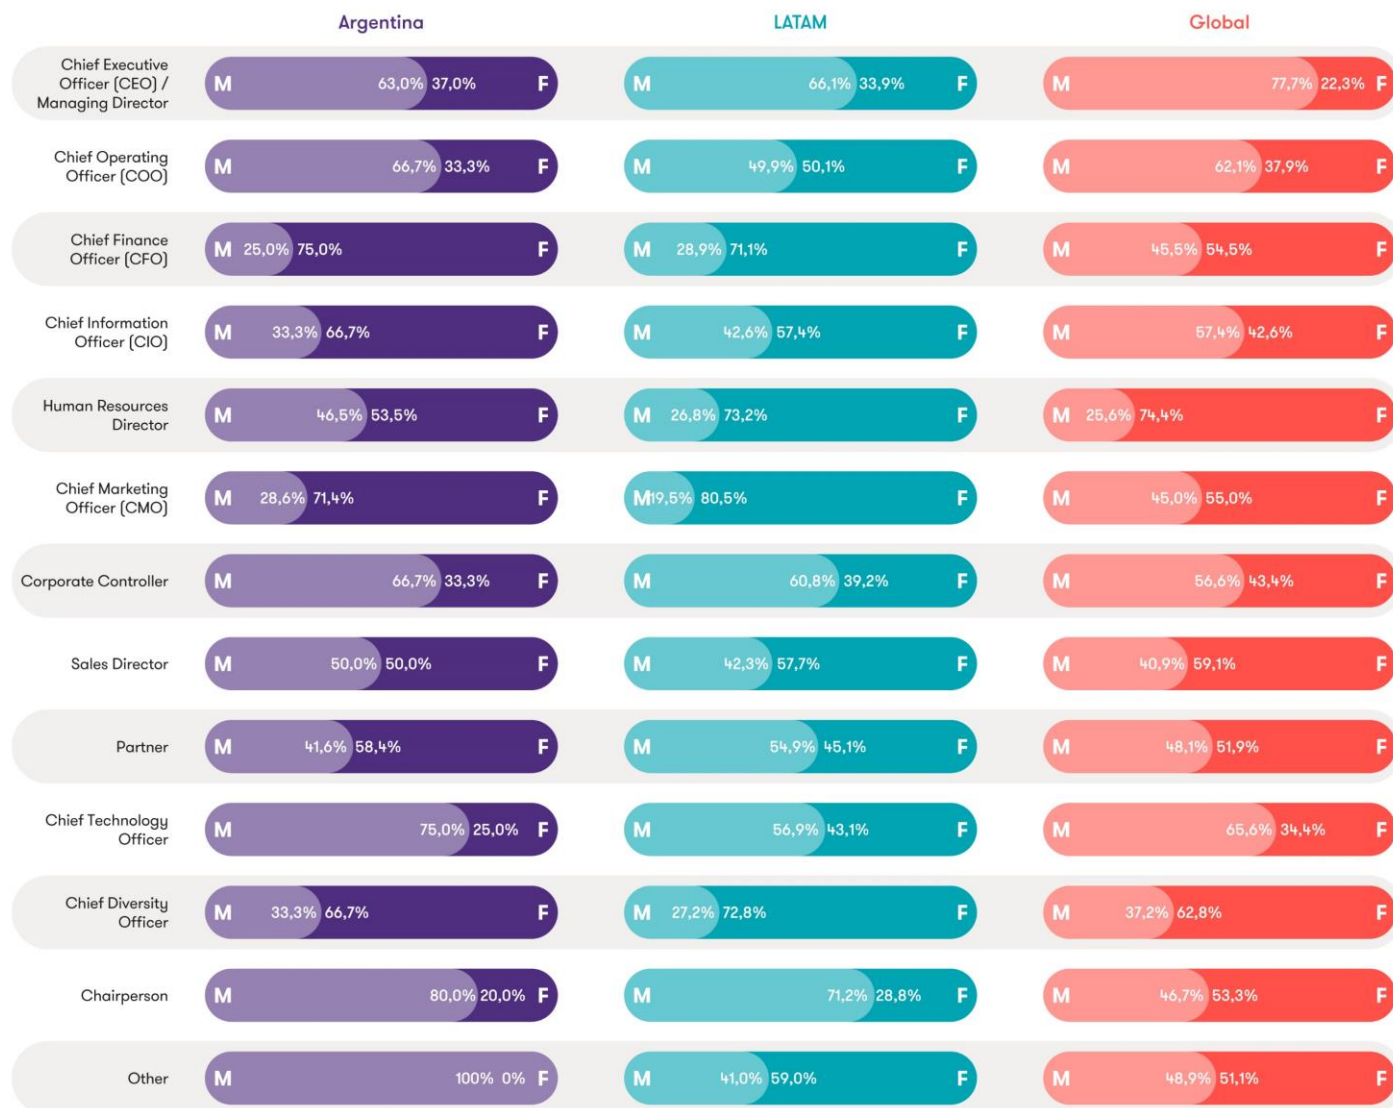 Argentina LATAM Global
Chief Executive
Officer (CEO) /
Managing Director
M 63,0% 37,0% F M 66,1% 33,9% F M 77,7% 22,3% F
Chief Operating
Officer (COO)
M 66,7% 33,3% F M 49,9% 50,1% F M 62,1% 37,9% F
Chief Finance
Officer (CFO)
M 25,0% 75,0% F M 28,9% 71,1% F M 45,5% 54,5% F
Chief Information
Officer (CIO)
M 33,3% 66,7% F M 42,6% 57,4% F M 57,4% 42,6% F
Human Resources
Director
M 46,5% 53,5% F M 26,8% 73,2% F M 25,6% 74,4% F
Chief Marketing
Officer (CMO)
M 28,6% 71,4% F M 19,5% 80,5% F M 45,0% 55,0% F
Corporate Controller
M 66,7% 33,3% F M 60,8% 39,2% F M 56,6% 43,4% F
Sales Director
M 50,0% 50,0% F M 42,3% 57,7% F M 40,9% 59,1% F
Partner
M 41,6% 58,4% F M 54,9% 45,1% F M 48,1% 51,9% F
Chief Technology
Officer
M 75,0% 25,0% F M 56,9% 43,1% F M 65,6% 34,4% F
Chief Diversity
Officer
M 33,3% 66,7% F M 27,2% 72,8% F M 37,2% 62,8% F
Chairperson
M 80,0% 20,0% F M 71,2% 28,8% F M 46,7% 53,3% F
Other
M 100% 0% F M 41,0% 59,0% F M 48,9% 51,1% F